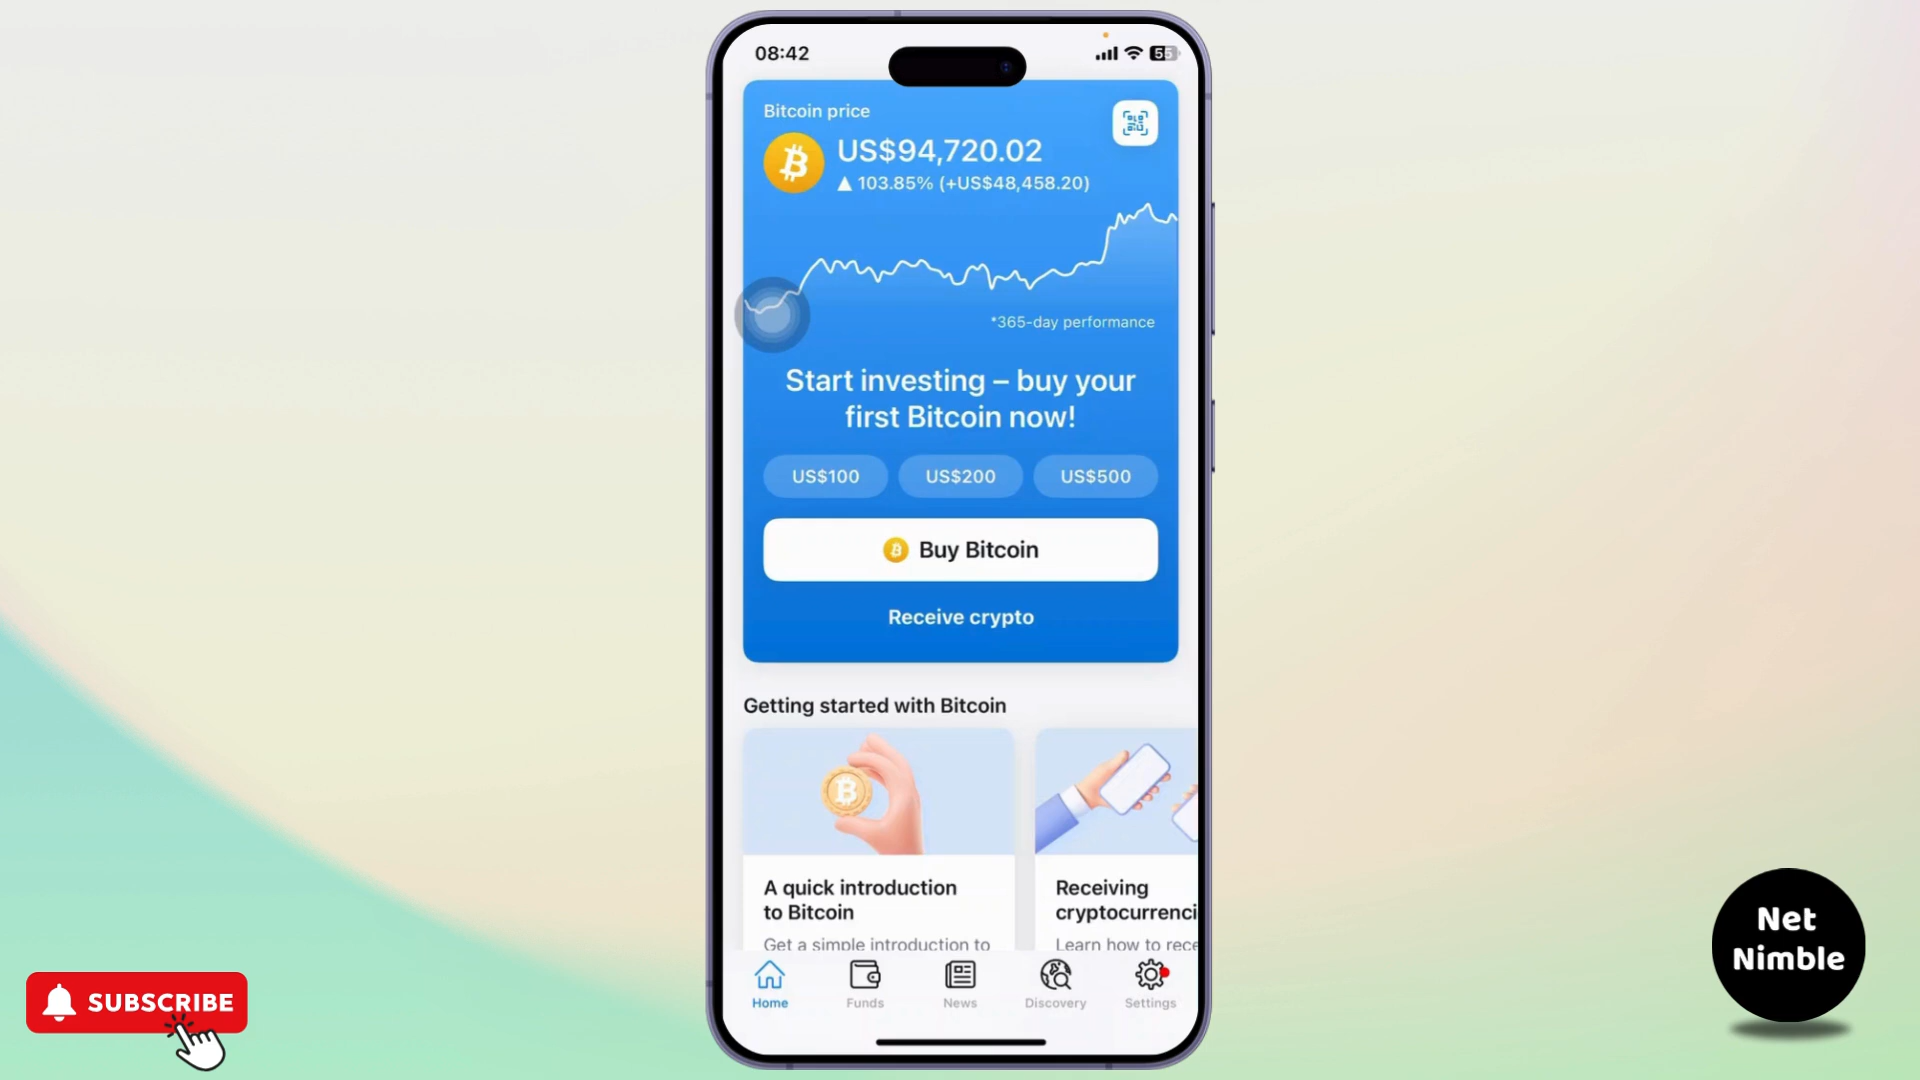 08:42
55
Bitcoin price
US$94,720.02
▲ 103.85% (+US$48,458.20)
*365-day performance
Start investing – buy your
first Bitcoin now!
US$100 US$200 US$500
Buy Bitcoin
Receive crypto
Getting started with Bitcoin
A quick introduction
to Bitcoin
Get a simple introduction to
Receiving
cryptocurrenci
Learn how to rece
Home Funds News Discovery Settings
SUBSCRIBE
Net
Nimble